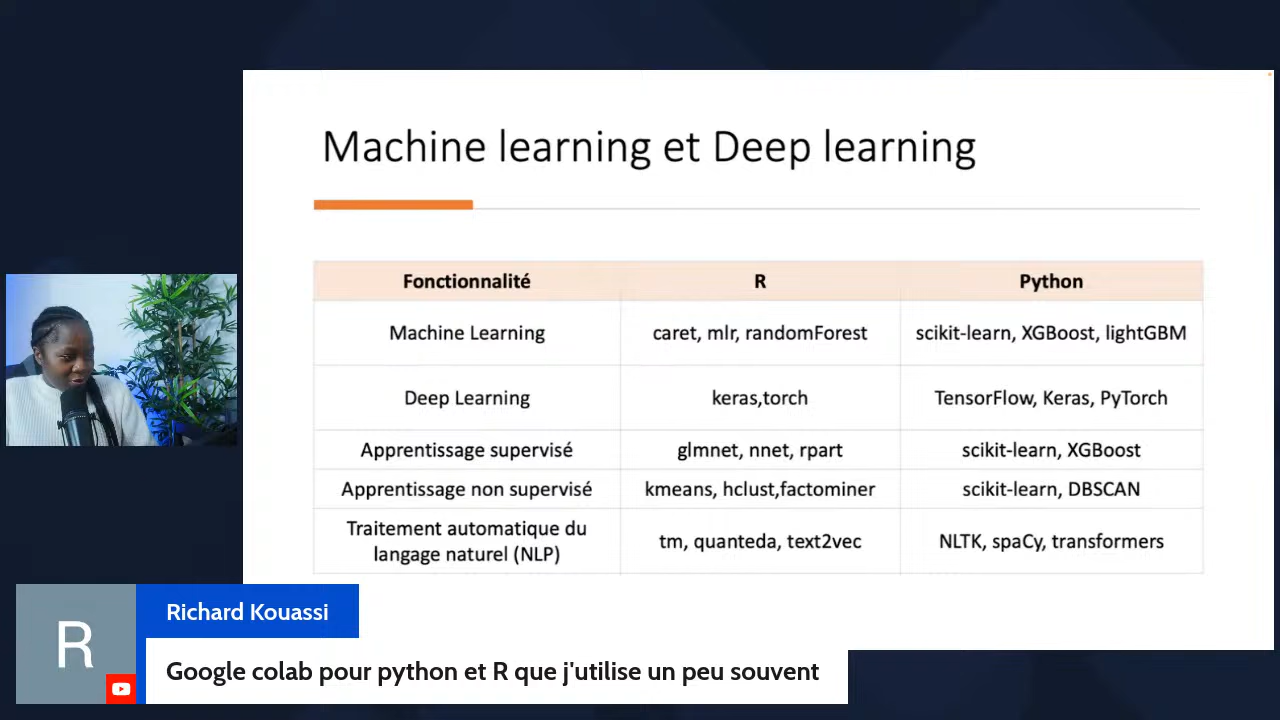 Machine learning et Deep learning
Fonctionnalité R Python
Machine Learning caret, mlr, randomForest scikit-learn, XGBoost, lightGBM
Deep Learning keras,torch TensorFlow, Keras, PyTorch
Apprentissage supervisé glmnet, nnet, rpart scikit-learn, XGBoost
Apprentissage non supervisé kmeans, hclust,factominer scikit-learn, DBSCAN
Traitement automatique du
langage naturel (NLP) tm, quanteda, text2vec NLTK, spaCy, transformers
R
Richard Kouassi
Google colab pour python et R que j'utilise un peu souvent